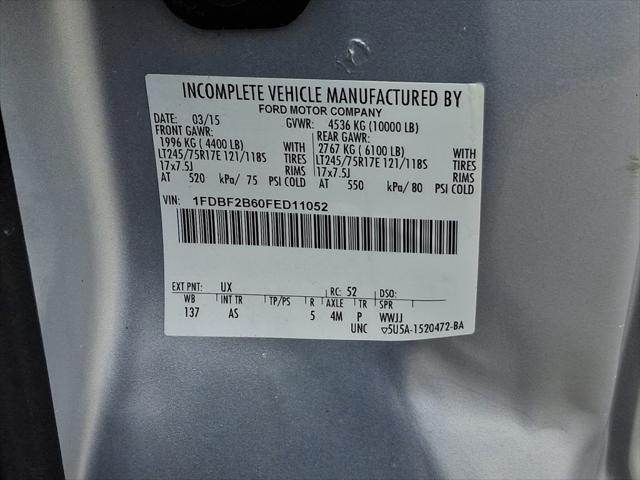 INCOMPLETE VEHICLE MANUFACTURED BY
FORD MOTOR COMPANY
DATE: 03/15 GVWR: 4536 KG (10000 LB)
FRONT GAWR: REAR GAWR:
1996 KG ( 4400 LB) WITH 2767 KG ( 6100 LB) WITH
LT245/75R17E 121/118S TIRES LT245/75R17E 121/118S TIRES
17x7.5J RIMS 17x7.5J RIMS
AT 520 kPa/ 75 PSI COLD AT 550 kPa/ 80 PSI COLD
VIN: 1FDBF2B60FED11052
EXT PNT: UX RC: 52 DSO:
WB INT TR TP/PS R AXLE TR SPR
137 AS 5 4M P WWJJ
UNC ▽5U5A-1520472-BA